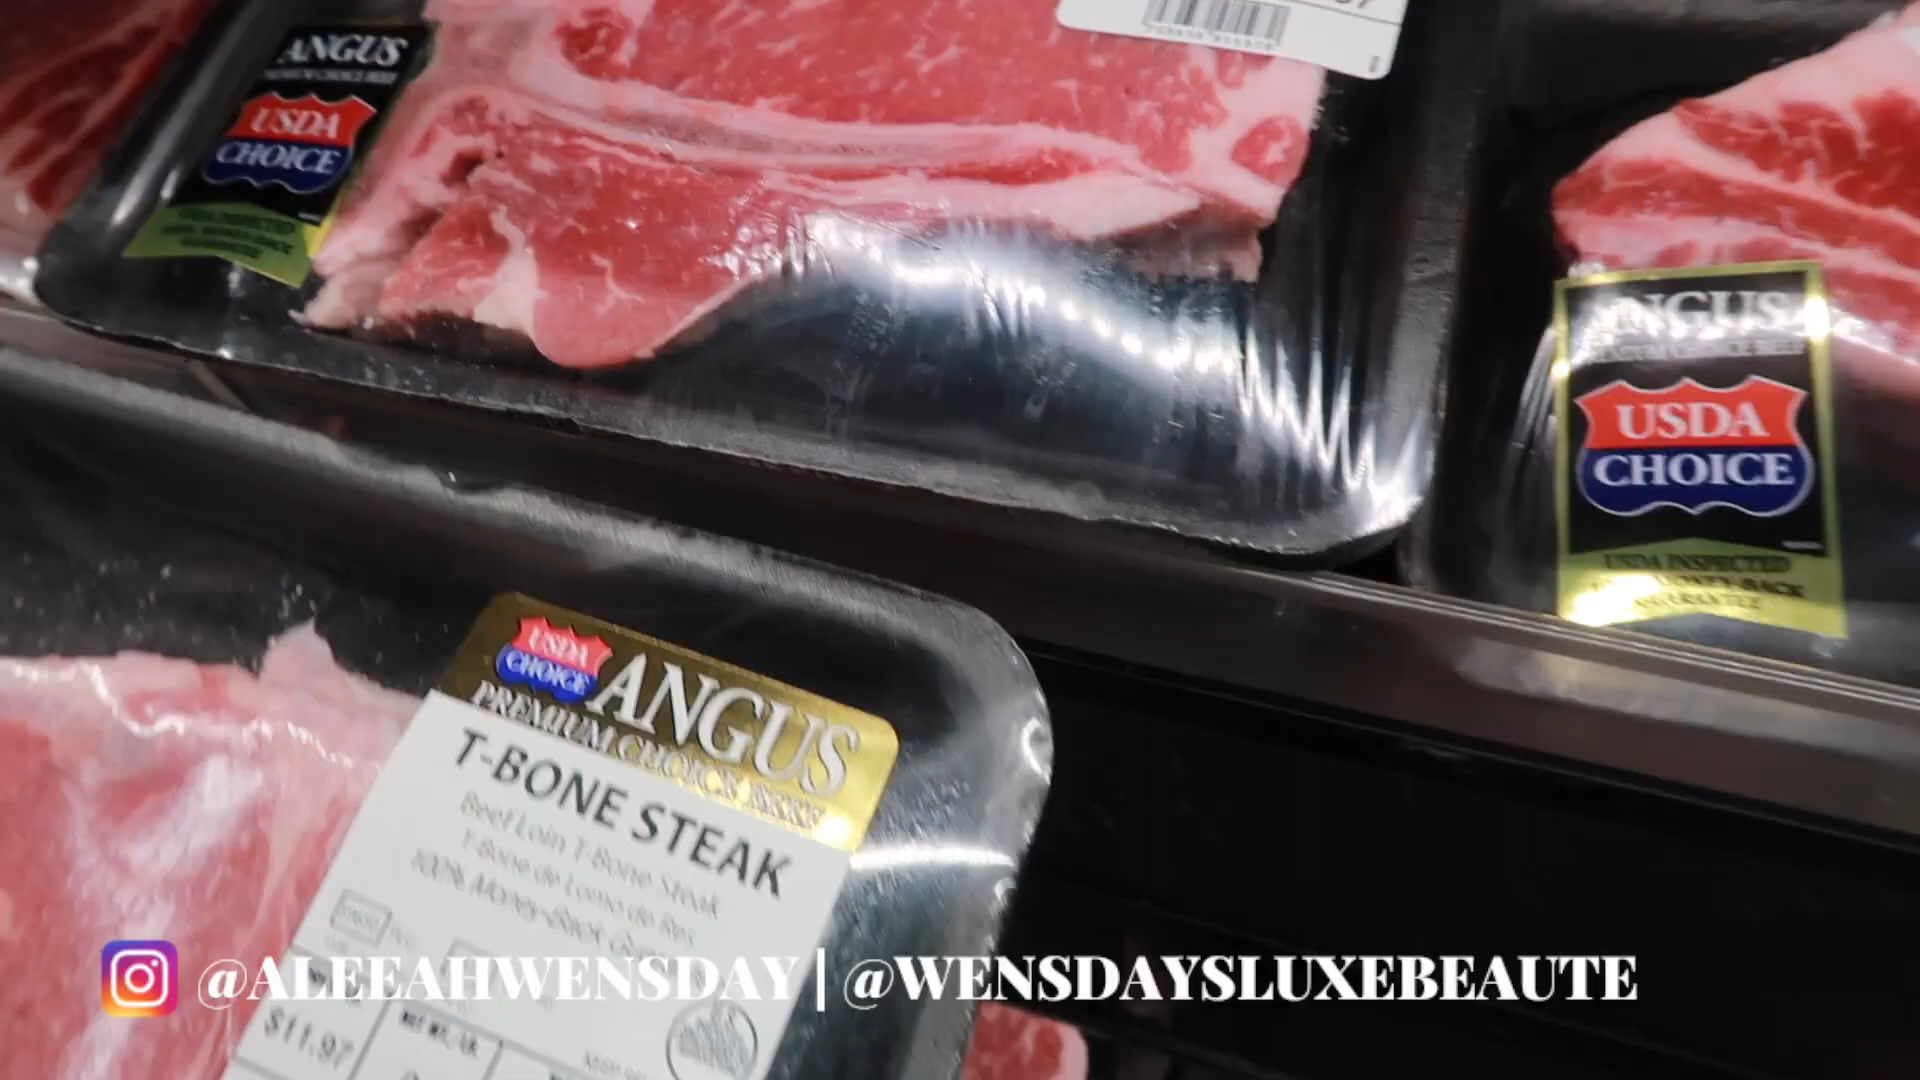 ANGUS
USDA
CHOICE
ANGUS
USDA
CHOICE
USDA INSPECTED
GUARANTEE
USDA
CHOICE
ANGUS
PREMIUM CHOICE BEEF
T-BONE STEAK
Beef Loin T-Bone Steak
T-Bone de Lomo de Res
100% Money-Back
@ALEEAHWENSDAY | @WENSDAYSLUXEBEAUTE
$11.97